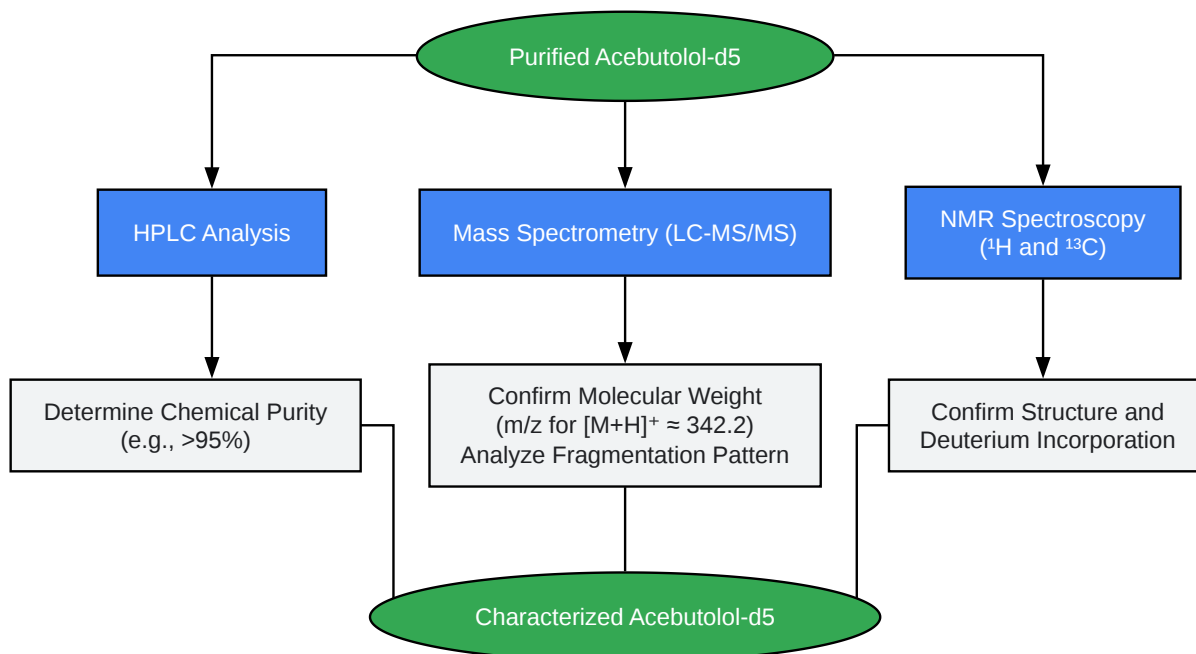 Purified Acebutolol-d5
HPLC Analysis
Mass Spectrometry (LC-MS/MS)
NMR Spectroscopy
(¹H and ¹³C)
Determine Chemical Purity
(e.g., >95%)
Confirm Molecular Weight
(m/z for [M+H]⁺ ≈ 342.2)
Analyze Fragmentation Pattern
Confirm Structure and
Deuterium Incorporation
Characterized Acebutolol-d5